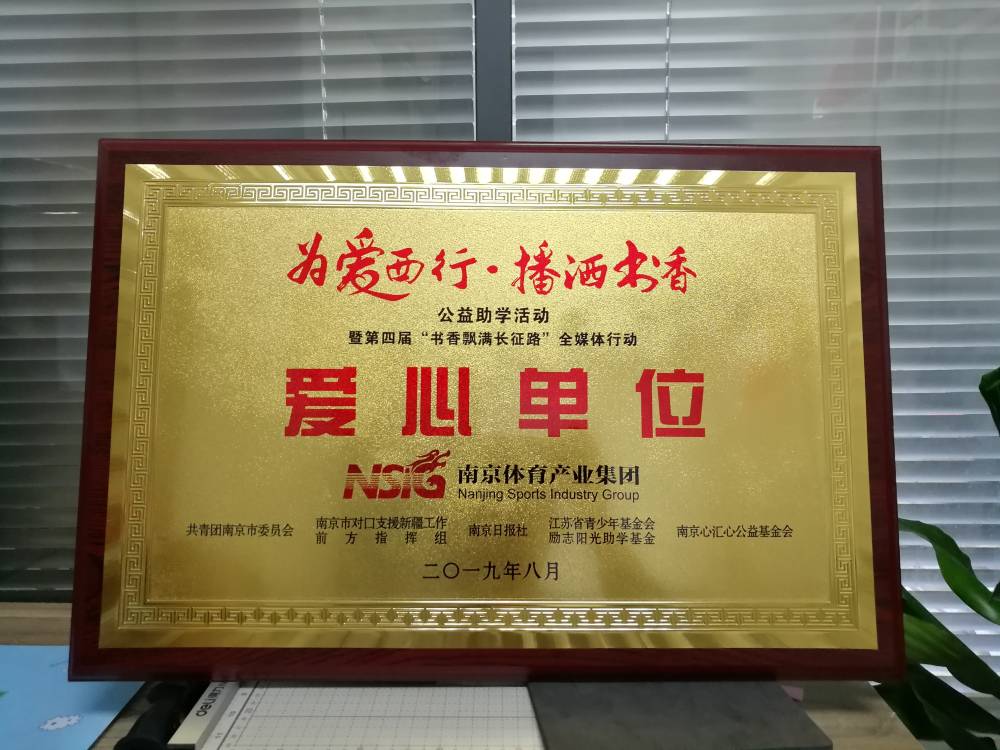 为爱西行·播洒书香
公益助学活动
暨第四届“书香飘满长征路”全媒体行动
爱心单位
NSIG 南京体育产业集团
Nanjing Sports Industry Group
共青团南京市委员会
南京市对口支援新疆工作
前方指挥组
南京日报社
江苏省青少年基金会
励志阳光助学基金
南京心汇心公益基金会
二〇一九年八月
deli